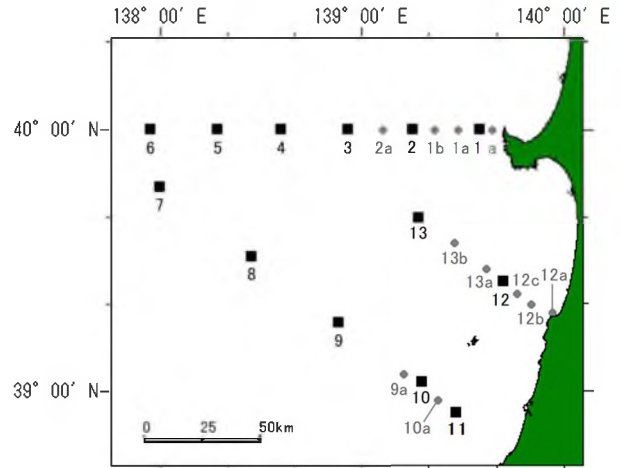 138° 00′ E 139° 00′ E 140° 00′ E
40° 00′ N
6 5 4 3 2a 2 1b 1a 1 a
7
13
8 13b
13a 12c 12a
12 12b
9
39° 00′ N 9a 10
10a 11
0 25 50km